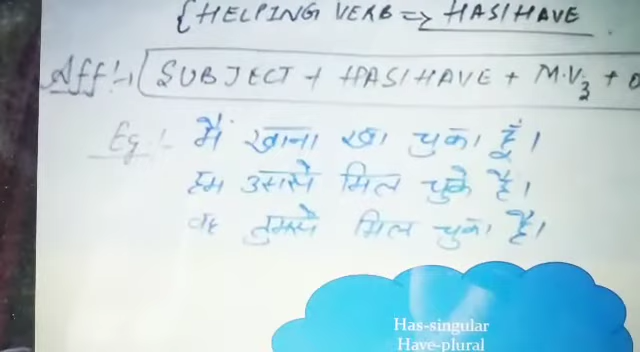 {HELPING VERB => HAS/HAVE
Aff:- SUBJECT + HAS/HAVE + M.V3 + O
Eg:- मैं खाना खा चुका हूँ।
हम उससे मिल चुके है।
वह तुमसे मिल चुका है।
Has-singular
Have-plural